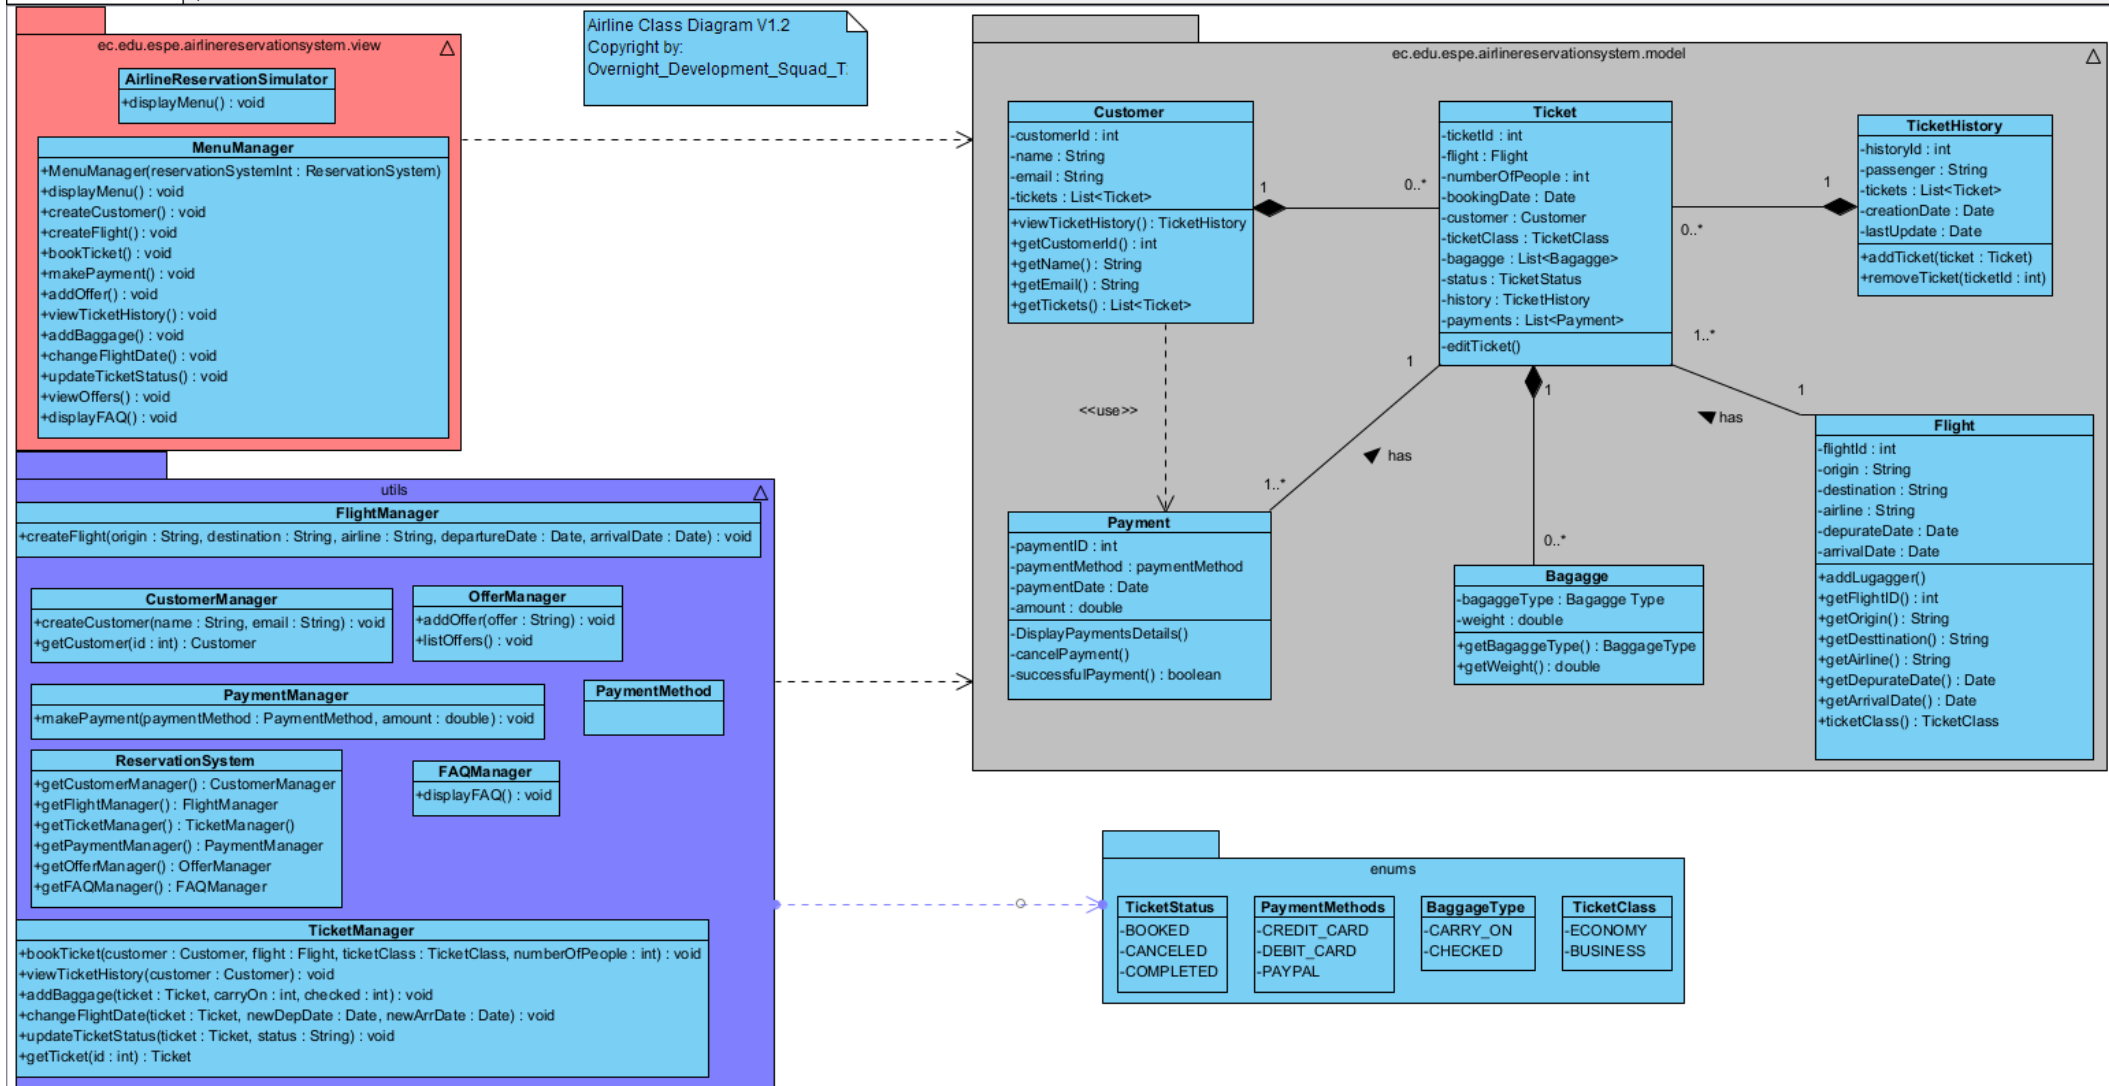 ec.edu.espe.airlinereservationsystem.view
AirlineReservationSimulator
+displayMenu() : void
MenuManager
+MenuManager(reservationSystemInt : ReservationSystem)
+displayMenu() : void
+createCustomer() : void
+createFlight() : void
+bookTicket() : void
+makePayment() : void
+addOffer() : void
+viewTicketHistory() : void
+addBaggage() : void
+changeFlightDate() : void
+updateTicketStatus() : void
+viewOffers() : void
+displayFAQ() : void
Airline Class Diagram V1.2
Copyright by:
Overnight_Development_Squad_T
ec.edu.espe.airlinereservationsystem.model
Customer
-customerId : int
-name : String
-email : String
-tickets : List<Ticket>
+viewTicketHistory() : TicketHistory
+getCustomerId() : int
+getName() : String
+getEmail() : String
+getTickets() : List<Ticket>
1
0..*
Ticket
-ticketId : int
-flight : Flight
-numberOfPeople : int
-bookingDate : Date
-customer : Customer
-ticketClass : TicketClass
-bagagge : List<Bagagge>
-status : TicketStatus
-history : TicketHistory
-payments : List<Payment>
-editTicket()
1
0..*
TicketHistory
-historyId : int
-passenger : String
-tickets : List<Ticket>
-creationDate : Date
-lastUpdate : Date
+addTicket(ticket : Ticket)
+removeTicket(ticketId : int)
1..*
1
has
<<use>>
1
has
1..*
1
0..*
Payment
-paymentID : int
-paymentMethod : paymentMethod
-paymentDate : Date
-amount : double
-DisplayPaymentsDetails()
-cancelPayment()
-successfulPayment() : boolean
Bagagge
-bagaggeType : Bagagge Type
-weight : double
+getBagaggeType() : BaggageType
+getWeight() : double
Flight
-flightId : int
-origin : String
-destination : String
-airline : String
-depurateDate : Date
-arrivalDate : Date
+addLugagger()
+getFlightID() : int
+getOrigin() : String
+getDesttination() : String
+getAirline() : String
+getDepurateDate() : Date
+getArrivalDate() : Date
+ticketClass() : TicketClass
utils
FlightManager
+createFlight(origin : String, destination : String, airline : String, departureDate : Date, arrivalDate : Date) : void
CustomerManager
+createCustomer(name : String, email : String) : void
+getCustomer(id : int) : Customer
OfferManager
+addOffer(offer : String) : void
+listOffers() : void
PaymentManager
+makePayment(paymentMethod : PaymentMethod, amount : double) : void
PaymentMethod
ReservationSystem
+getCustomerManager() : CustomerManager
+getFlightManager() : FlightManager
+getTicketManager() : TicketManager()
+getPaymentManager() : PaymentManager
+getOfferManager() : OfferManager
+getFAQManager() : FAQManager
FAQManager
+displayFAQ() : void
TicketManager
+bookTicket(customer : Customer, flight : Flight, ticketClass : TicketClass, numberOfPeople : int) : void
+viewTicketHistory(customer : Customer) : void
+addBaggage(ticket : Ticket, carryOn : int, checked : int) : void
+changeFlightDate(ticket : Ticket, newDepDate : Date, newArrDate : Date) : void
+updateTicketStatus(ticket : Ticket, status : String) : void
+getTicket(id : int) : Ticket
enums
TicketStatus
-BOOKED
-CANCELED
-COMPLETED
PaymentMethods
-CREDIT_CARD
-DEBIT_CARD
-PAYPAL
BaggageType
-CARRY_ON
-CHECKED
TicketClass
-ECONOMY
-BUSINESS